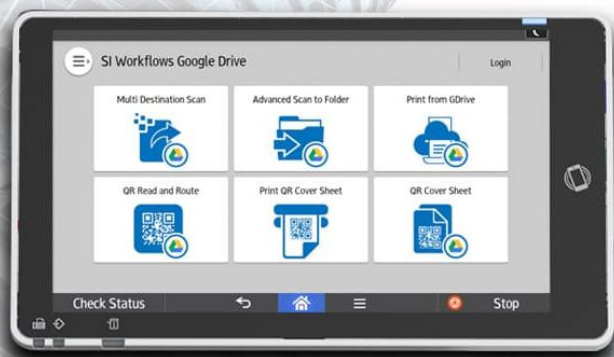 SI Workflows Google Drive
Login
Multi Destination Scan
Advanced Scan to Folder
Print from GDrive
QR Read and Route
Print QR Cover Sheet
QR Cover Sheet
Check Status
Stop